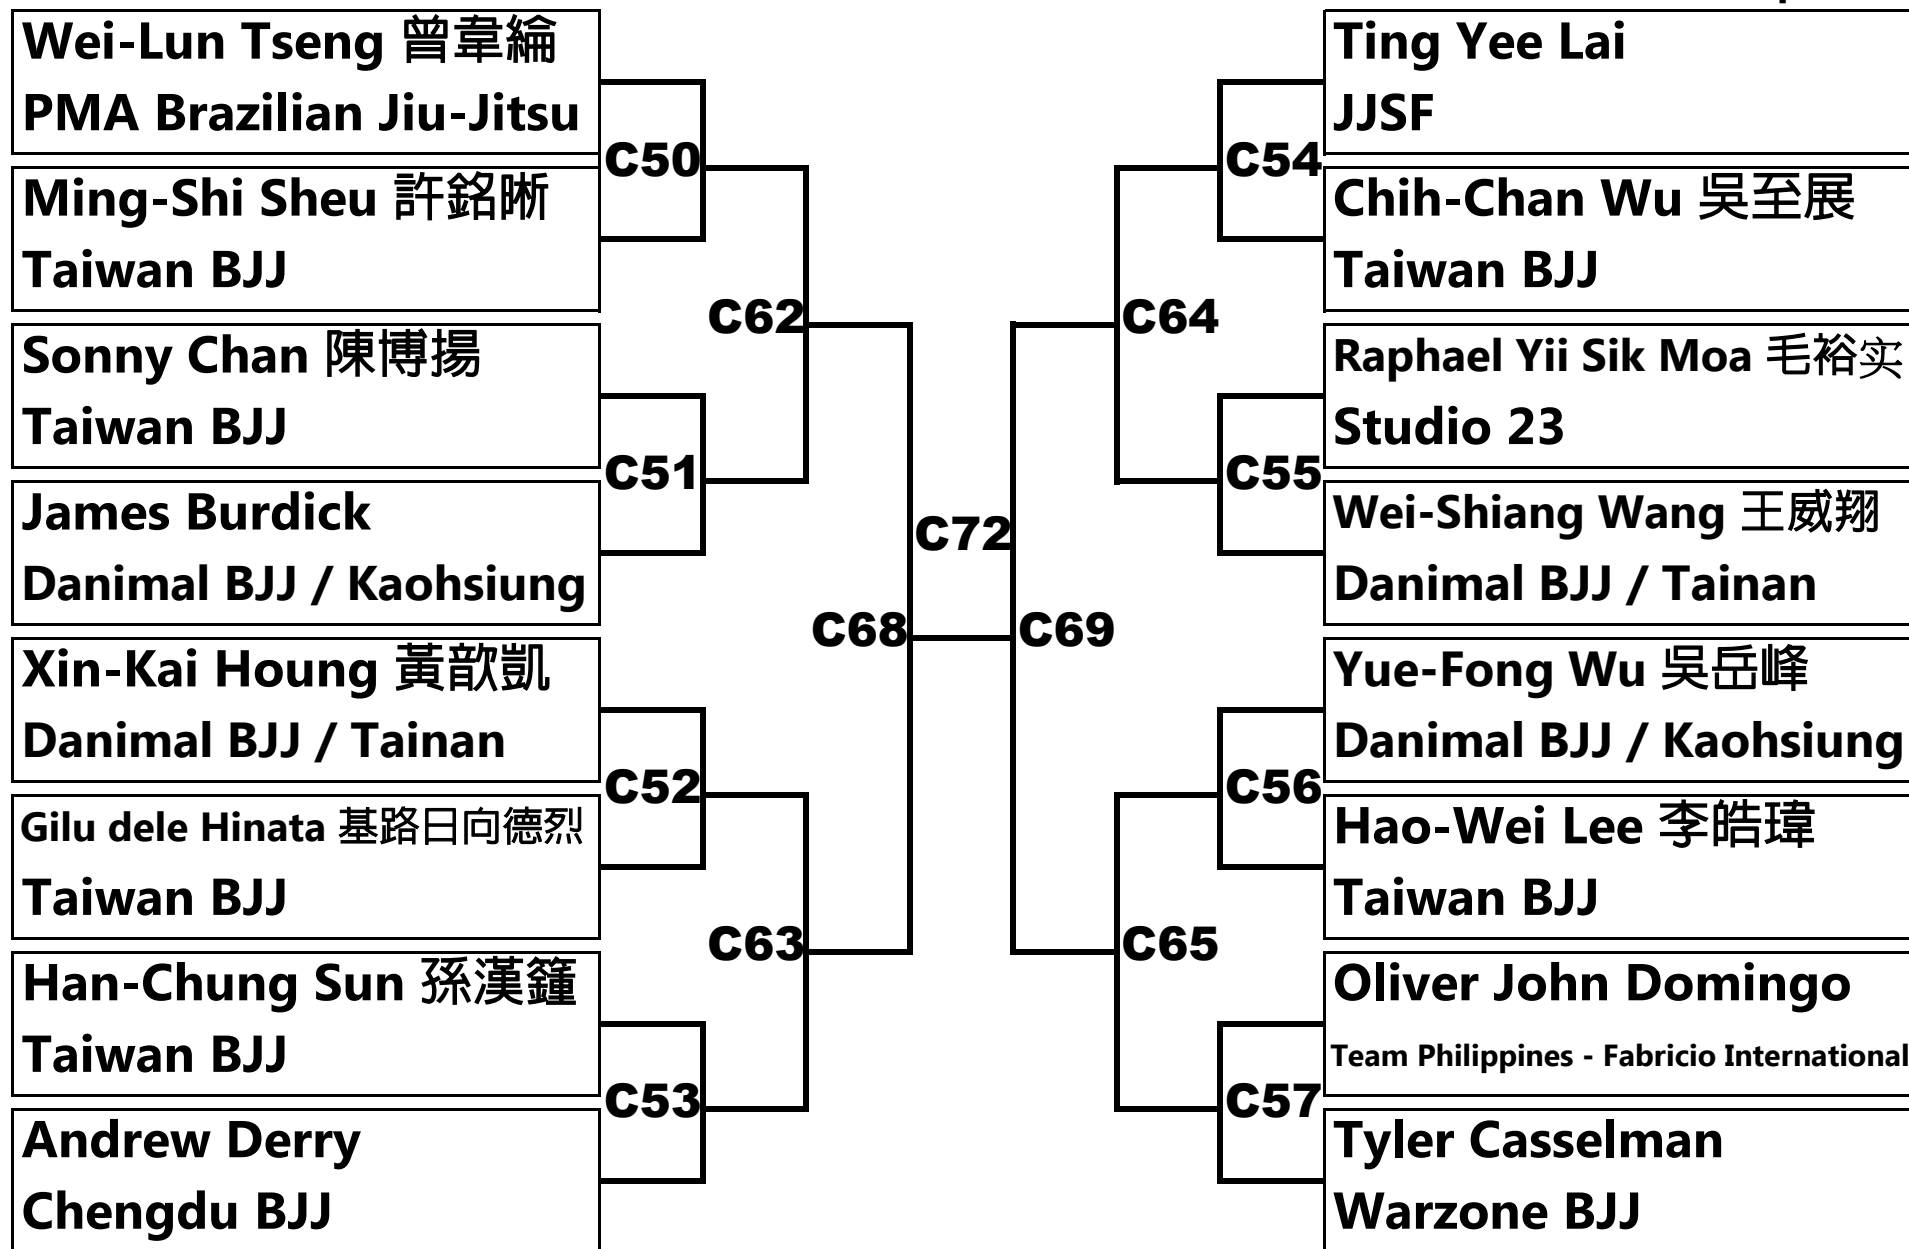 Wei-Lun Tseng 曾韋綸
PMA Brazilian Jiu-Jitsu
C50
Ming-Shi Sheu 許銘晣
Taiwan BJJ
C62
Sonny Chan 陳博揚
Taiwan BJJ
C51
James Burdick
Danimal BJJ / Kaohsiung
C68
Xin-Kai Houng 黃歆凱
Danimal BJJ / Tainan
C52
Gilu dele Hinata 基路日向德烈
Taiwan BJJ
C63
Han-Chung Sun 孫漢鍾
Taiwan BJJ
C53
Andrew Derry
Chengdu BJJ
C72
Ting Yee Lai
JJSF
C54
Chih-Chan Wu 吳至展
Taiwan BJJ
C64
Raphael Yii Sik Moa 毛裕实
Studio 23
C55
Wei-Shiang Wang 王威翔
Danimal BJJ / Tainan
C69
Yue-Fong Wu 吳岳峰
Danimal BJJ / Kaohsiung
C56
Hao-Wei Lee 李皓瑋
Taiwan BJJ
C65
Oliver John Domingo
Team Philippines - Fabricio International
C57
Tyler Casselman
Warzone BJJ